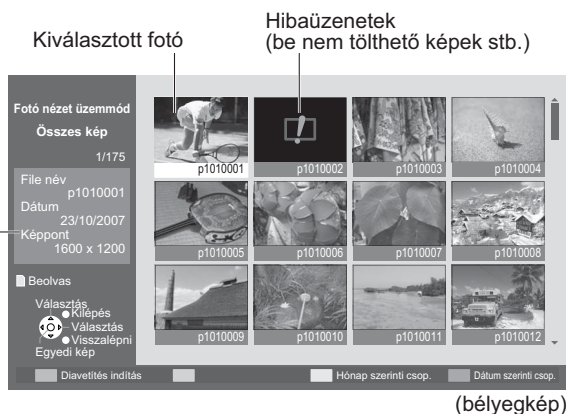 Kiválasztott fotó
Hibaüzenetek
(be nem tölthető képek stb.)
Fotó nézet üzemmód
Összes kép
1/175
File név
p1010001
Dátum
23/10/2007
Képpont
1600 x 1200
Beolvas
Választás
Kilépés
Választás
Visszalépni
Egyedi kép
p1010001
p1010002
p1010003
p1010004
p1010005
p1010006
p1010007
p1010008
p1010009
p1010010
p1010011
p1010012
Diavetítés indítás
Hónap szerinti csop.
Dátum szerinti csop.
(bélyegkép)